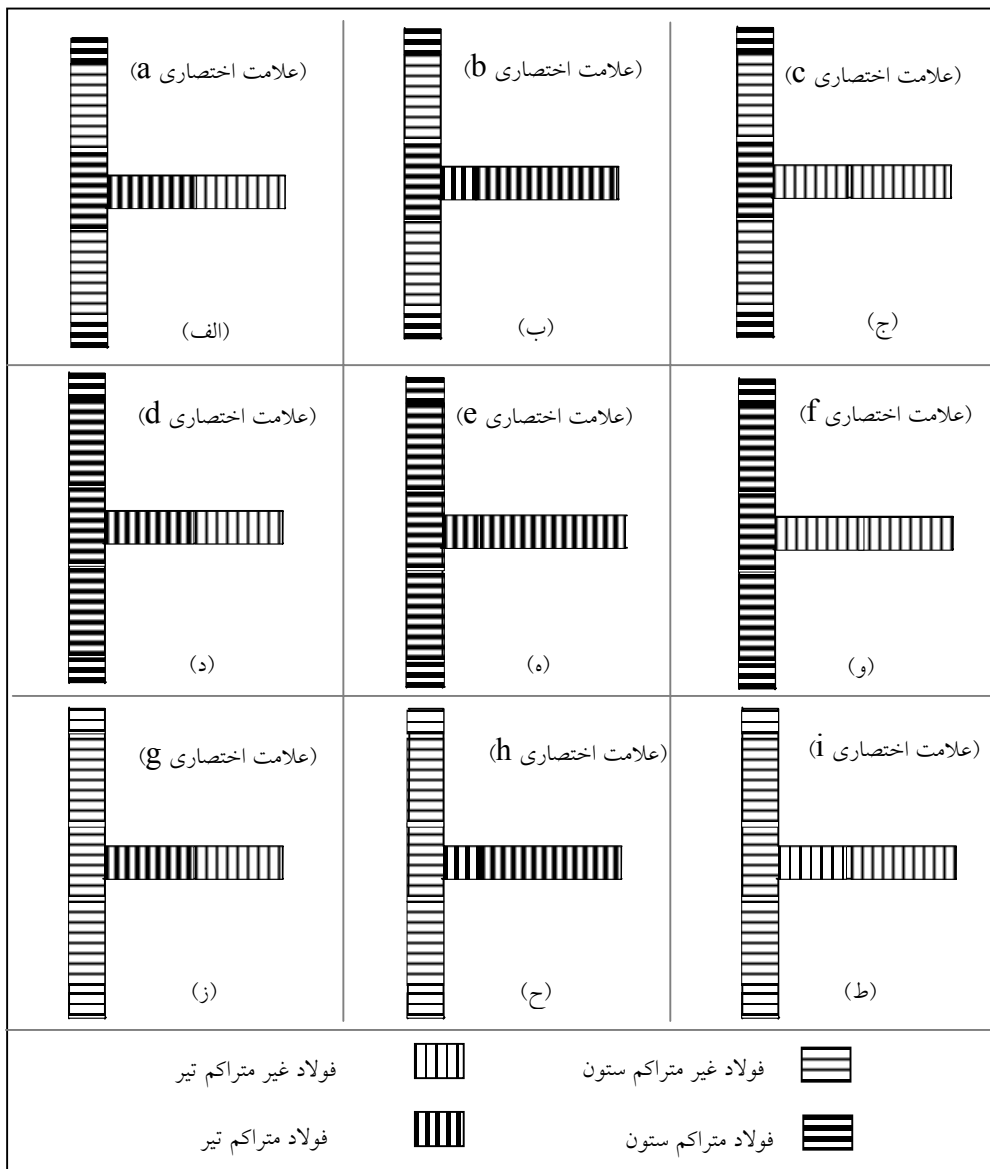 (علامت اختصاری a)
(الف)
(علامت اختصاری b)
(ب)
(علامت اختصاری c)
(ج)
(علامت اختصاری d)
(د)
(علامت اختصاری e)
(ه)
(علامت اختصاری f)
(و)
(علامت اختصاری g)
(ز)
(علامت اختصاری h)
(ح)
(علامت اختصاری i)
(ط)
فولاد غیر متراکم ستون
فولاد غیر متراکم تیر
فولاد متراکم ستون
فولاد متراکم تیر